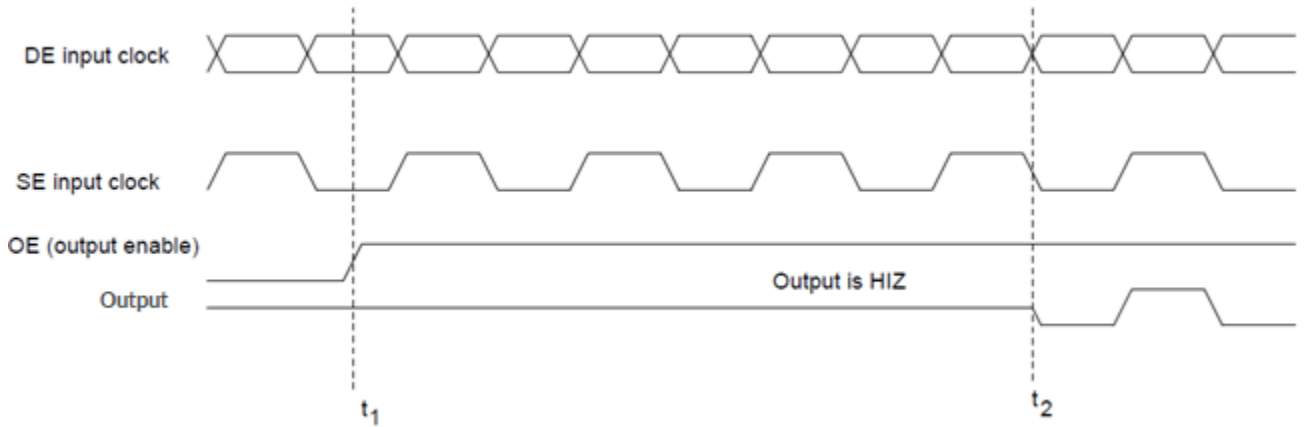 DE input clock
SE input clock
OE (output enable)
Output is HIZ
Output
t1
t2